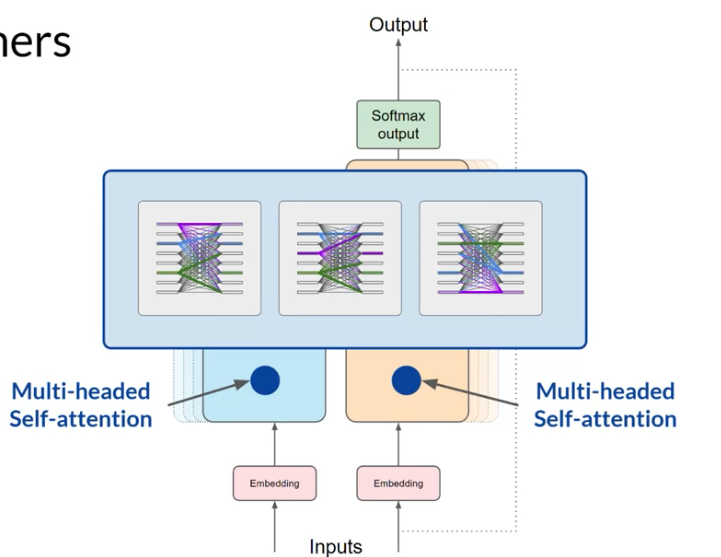 ners
Output
Softmax
output
Multi-headed
Self-attention
Multi-headed
Self-attention
Embedding
Embedding
Inputs